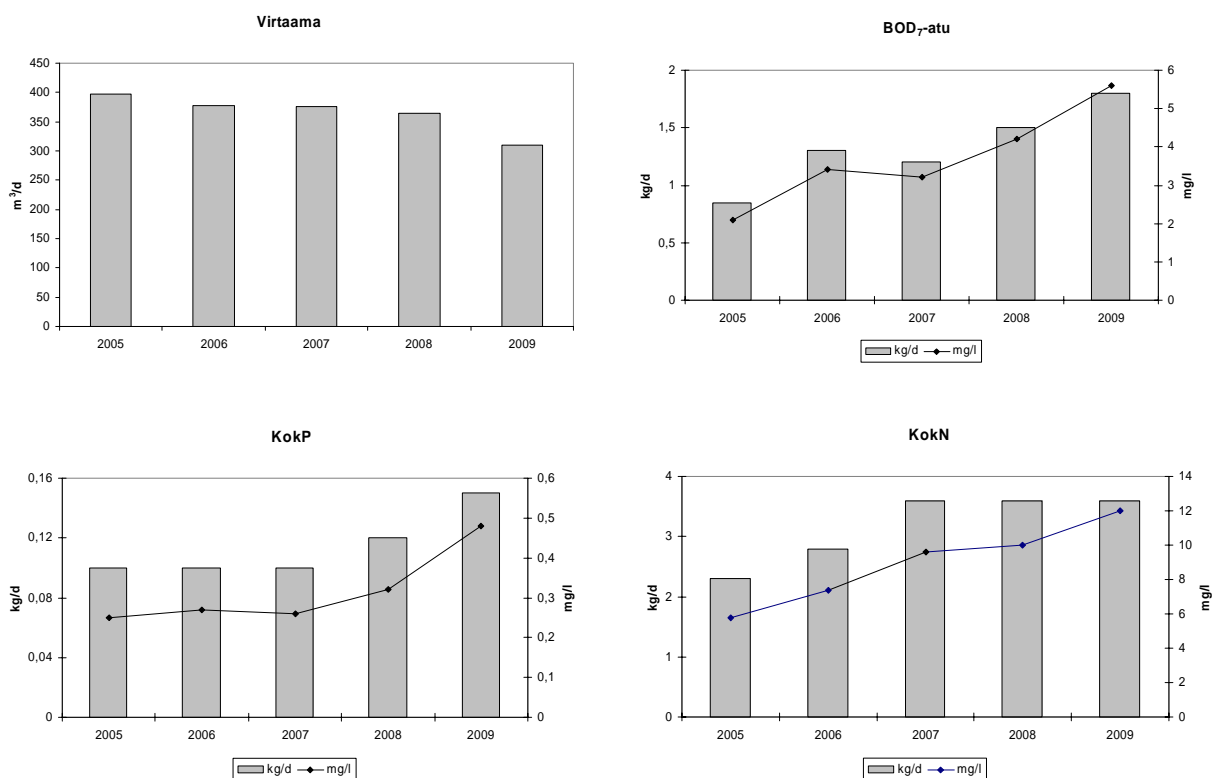 Virtaama
450
400
350
300
250
200
150
100
50
0
m³/d
2005 2006 2007 2008 2009
BOD₇-atu
2
1,5
1
0,5
0
kg/d
6
5
4
3
2
1
0
mg/l
2005 2006 2007 2008 2009
kg/d mg/l
KokP
0,16
0,12
0,08
0,04
0
kg/d
0,6
0,5
0,4
0,3
0,2
0,1
0
mg/l
2005 2006 2007 2008 2009
kg/d mg/l
KokN
4
3
2
1
0
kg/d
14
12
10
8
6
4
2
0
mg/l
2005 2006 2007 2008 2009
kg/d mg/l